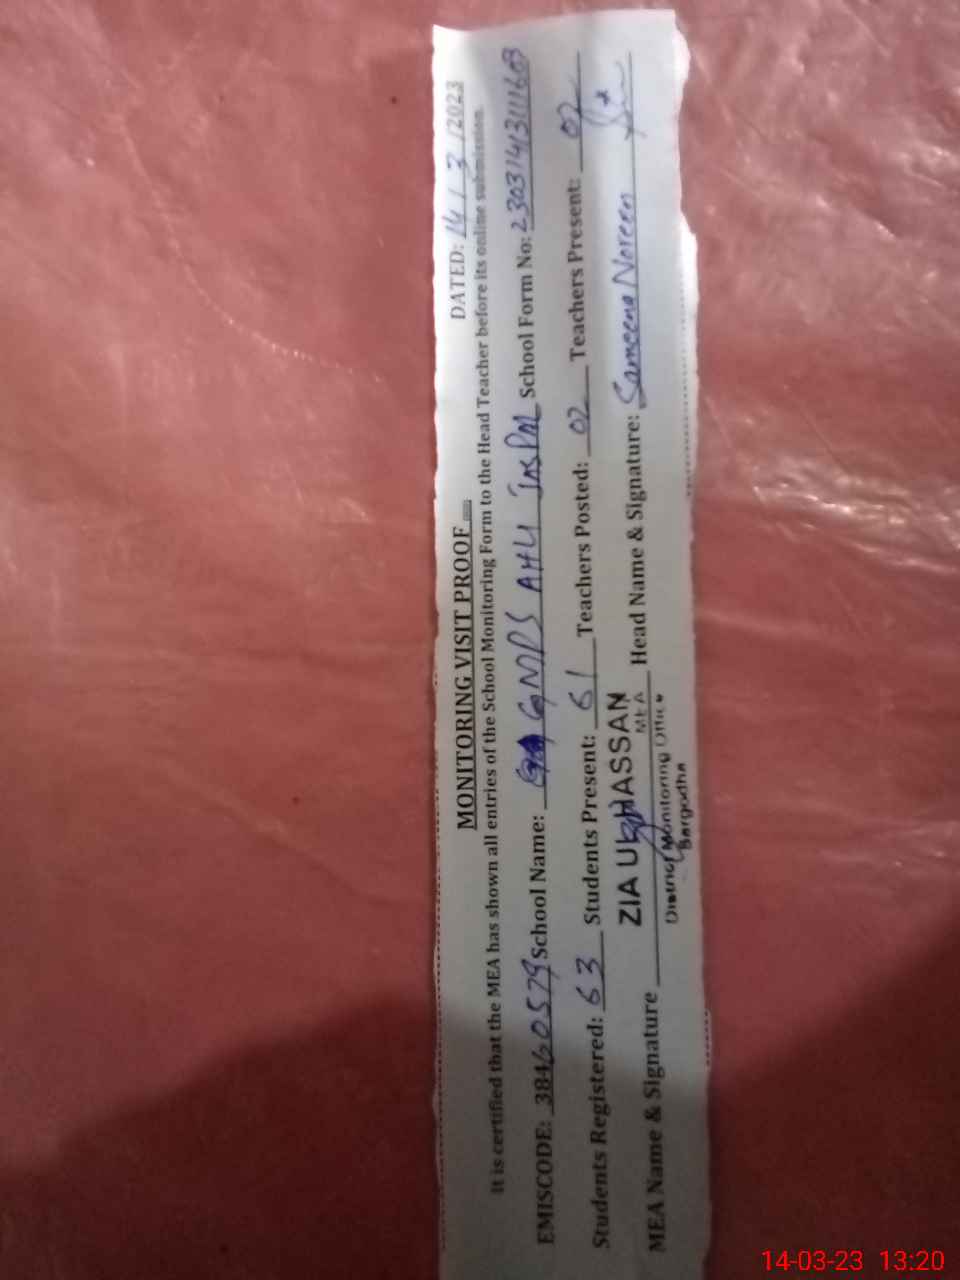 MONITORING VISIT PROOF
DATED: 14 / 3 /2023
It is certified that the MEA has shown all entries of the School Monitoring Form to the Head Teacher before its online submission.
EMISCODE: 38460579 School Name: GMPS AHLI School Form No:
Students Registered: 63 Students Present: 61 Teachers Posted: 02 Teachers Present: 02
MEA Name & Signature ZIA UL HASSAN Head Name & Signature: Sameena Noreen
MEA
District Monitoring Office
Sargodha
14-03-23 13:20